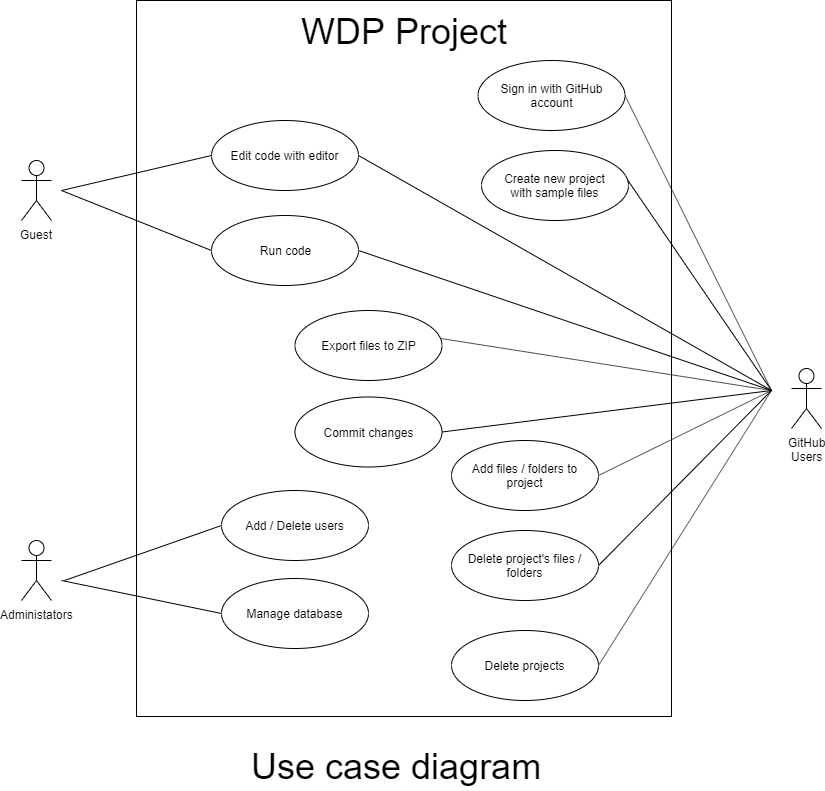 WDP Project
Sign in with GitHub
account
Edit code with editor
Create new project
with sample files
Guest
Run code
Export files to ZIP
Commit changes
GitHub
Users
Add files / folders to
project
Add / Delete users
Delete project's files /
folders
Administators
Manage database
Delete projects
Use case diagram